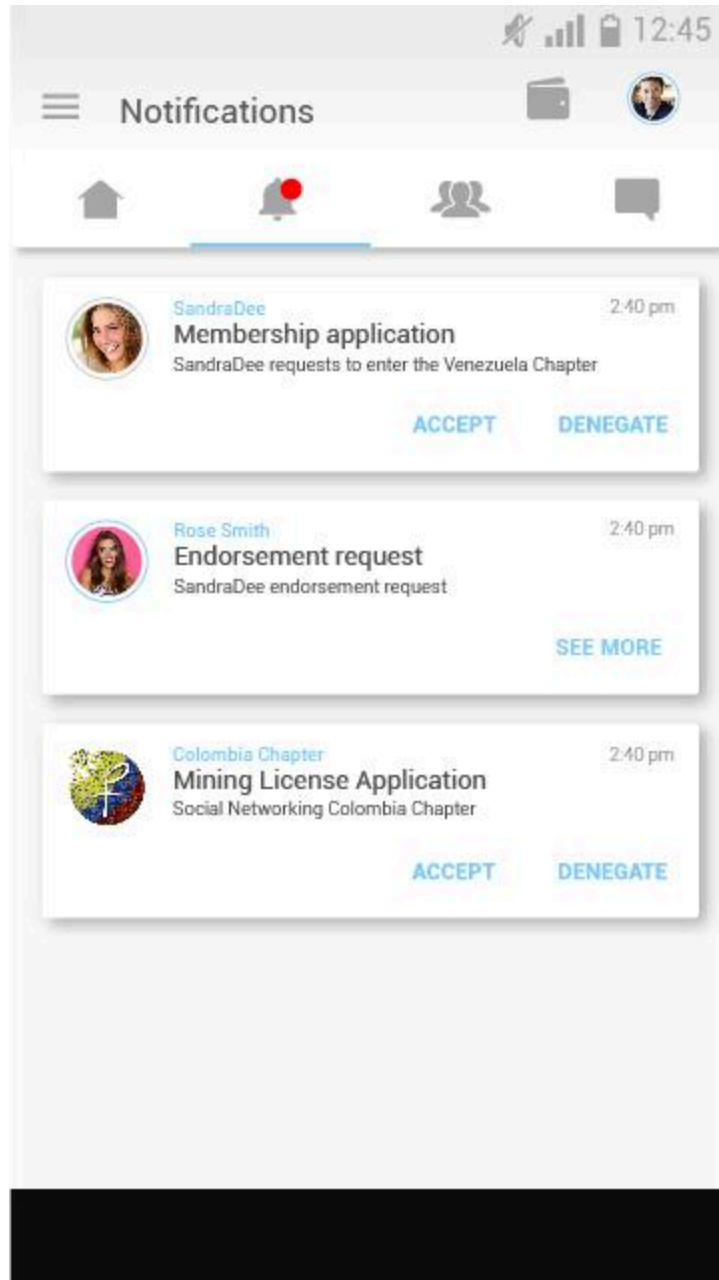 12:45
Notifications
SandraDee 2:40 pm
Membership application
SandraDee requests to enter the Venezuela Chapter
ACCEPT DENEGATE
Rose Smith 2:40 pm
Endorsement request
SandraDee endorsement request
SEE MORE
Colombia Chapter 2:40 pm
Mining License Application
Social Networking Colombia Chapter
ACCEPT DENEGATE